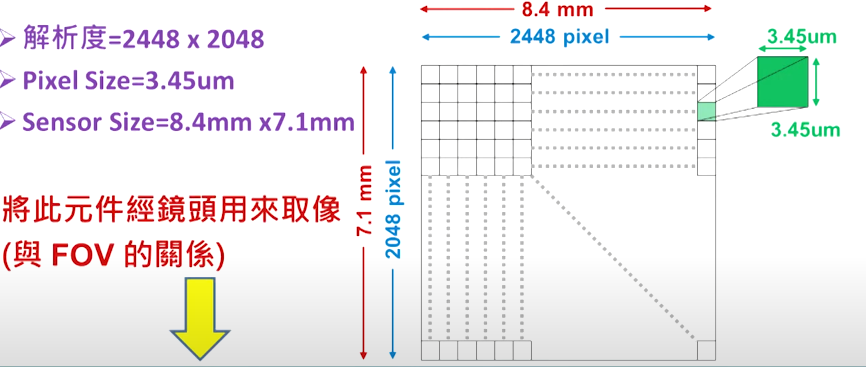 解析度=2448 x 2048
Pixel Size=3.45um
Sensor Size=8.4mm x7.1mm
將此元件經鏡頭用來取像
(與 FOV 的關係)
8.4 mm
2448 pixel
7.1 mm
2048 pixel
3.45um
3.45um